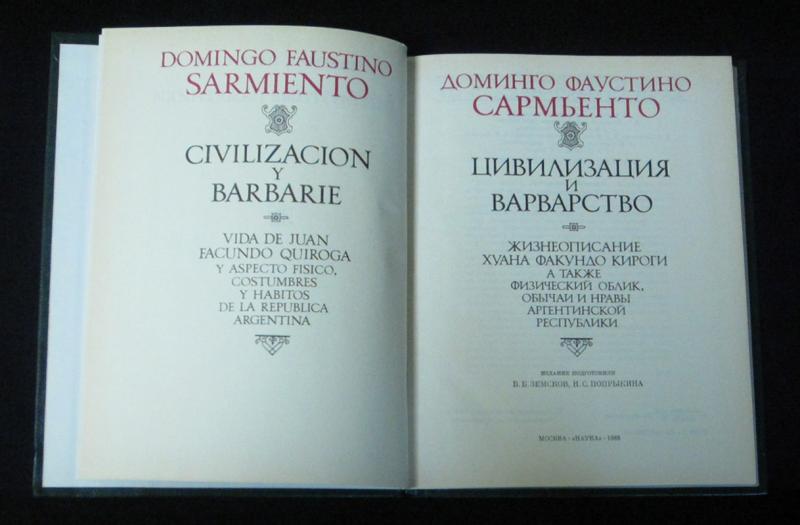 DOMINGO FAUSTINO
SARMIENTO
CIVILIZACION
Y
BARBARIE
VIDA DE JUAN
FACUNDO QUIROGA
Y ASPECTO FISICO,
COSTUMBRES
Y HABITOS
DE LA REPUBLICA
ARGENTINA
ДОМИНГО ФАУСТИНО
САРМЬЕНТО
ЦИВИЛИЗАЦИЯ
И
ВАРВАРСТВО
ЖИЗНЕОПИСАНИЕ
ХУАНА ФАКУНДО КИРОГИ
А ТАКЖЕ
ФИЗИЧЕСКИЙ ОБЛИК,
ОБЫЧАИ И НРАВЫ
АРГЕНТИНСКОЙ
РЕСПУБЛИКИ
ИЗДАНИЕ ПОДГОТОВИЛИ
В. Б. ЗЕМСКОВ, Н. С. ПОПРЫКИНА
МОСКВА · «НАУКА» · 1988